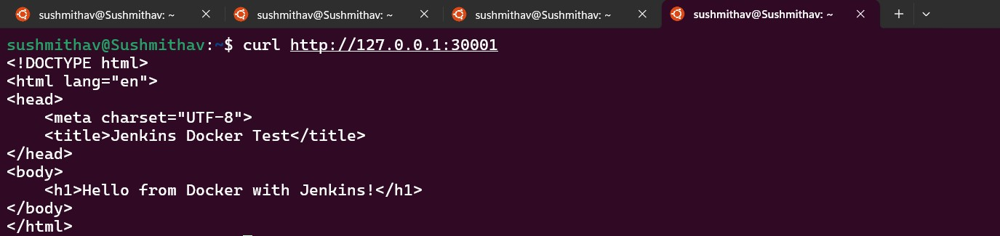 sushmithav@Sushmithav: ~ sushmithav@Sushmithav: ~ sushmithav@Sushmithav: ~ sushmithav@Sushmithav: ~
sushmithav@Sushmithav:~$ curl http://127.0.0.1:30001
<!DOCTYPE html>
<html lang="en">
<head>
    <meta charset="UTF-8">
    <title>Jenkins Docker Test</title>
</head>
<body>
    <h1>Hello from Docker with Jenkins!</h1>
</body>
</html>